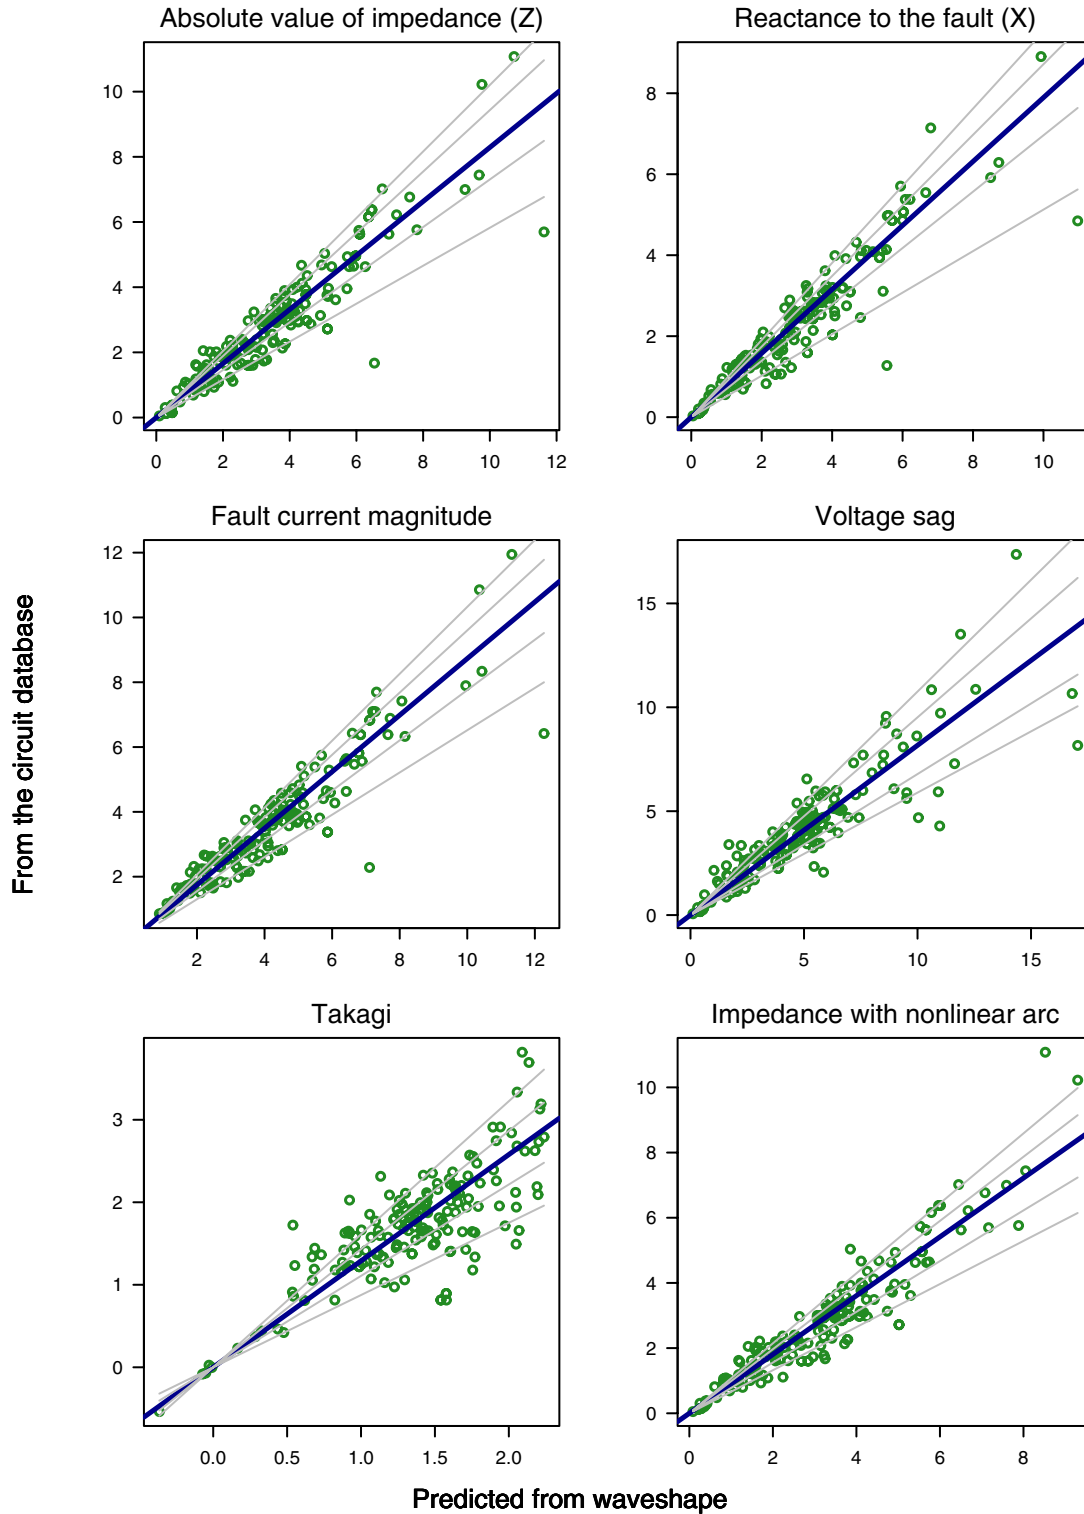 Absolute value of impedance (Z)
10
8
6
4
2
0
0 2 4 6 8 10 12
Reactance to the fault (X)
8
6
4
2
0
0 2 4 6 8 10
Fault current magnitude
12
10
8
6
4
2
2 4 6 8 10 12
Voltage sag
15
10
5
0
0 5 10 15
Takagi
3
2
1
0
0.0 0.5 1.0 1.5 2.0
Impedance with nonlinear arc
10
8
6
4
2
0
0 2 4 6 8
From the circuit database
Predicted from waveshape